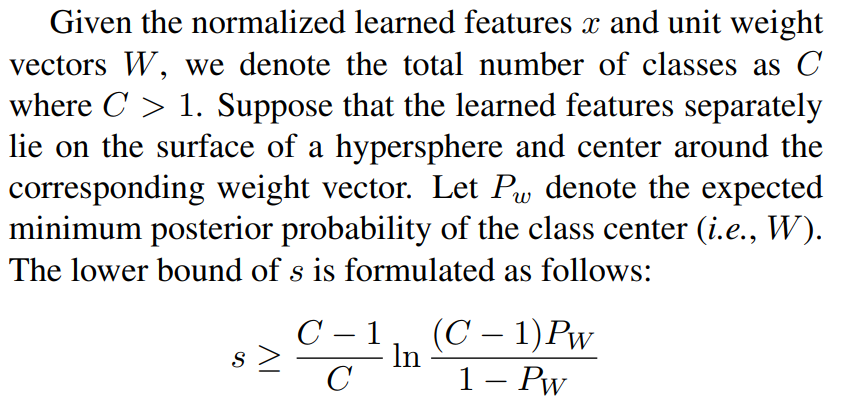 Given the normalized learned features x and unit weight
vectors W, we denote the total number of classes as C
where C > 1. Suppose that the learned features separately
lie on the surface of a hypersphere and center around the
corresponding weight vector. Let P_w denote the expected
minimum posterior probability of the class center (i.e., W).
The lower bound of s is formulated as follows:
s ≥ \frac{C − 1}{C} \ln \frac{(C − 1)P_W}{1 − P_W}